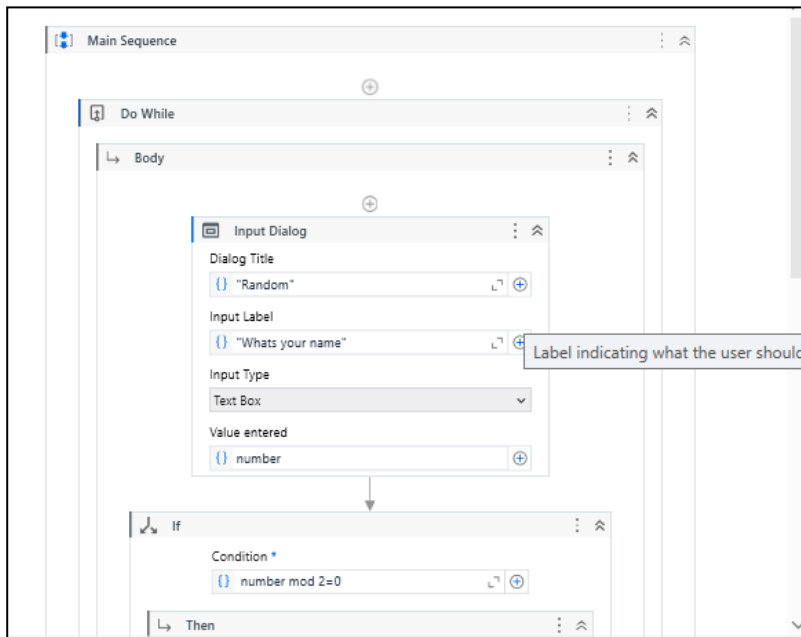 Main Sequence
Do While
Body
Input Dialog
Dialog Title
{} "Random"
Input Label
{} "Whats your name"
Label indicating what the user should
Input Type
Text Box
Value entered
{} number
If
Condition *
{} number mod 2=0
Then